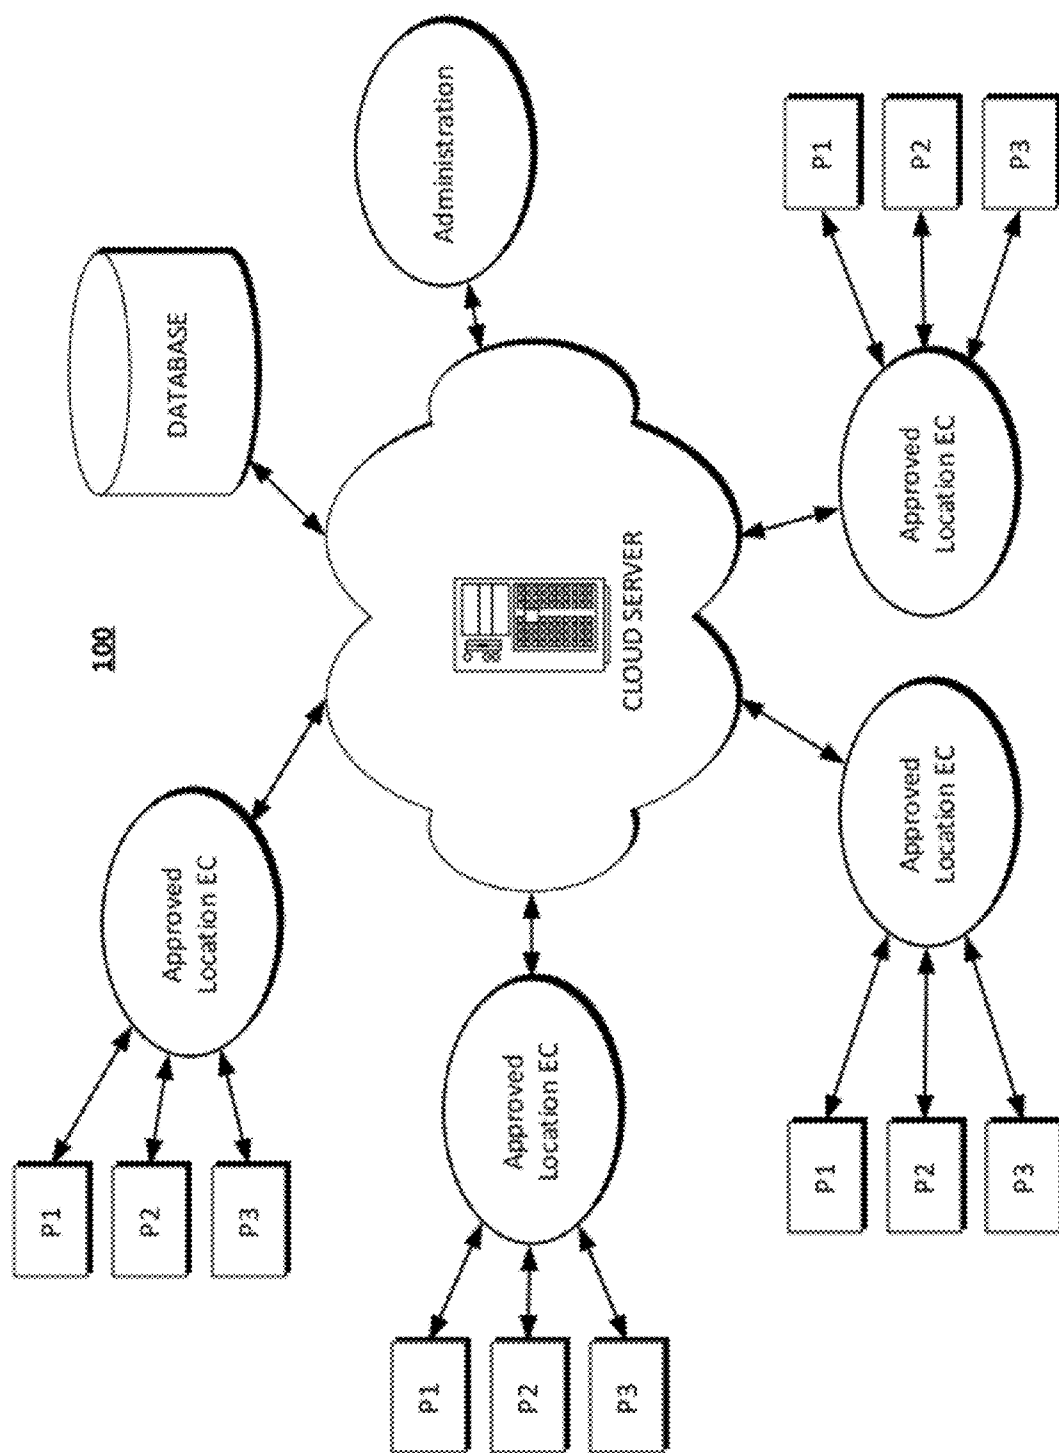 100
P1
P2
P3
Approved
Location EC
DATABASE
Administration
P1
P2
P3
Approved
Location EC
CLOUD SERVER
P1
P2
P3
Approved
Location EC
Approved
Location EC
P1
P2
P3